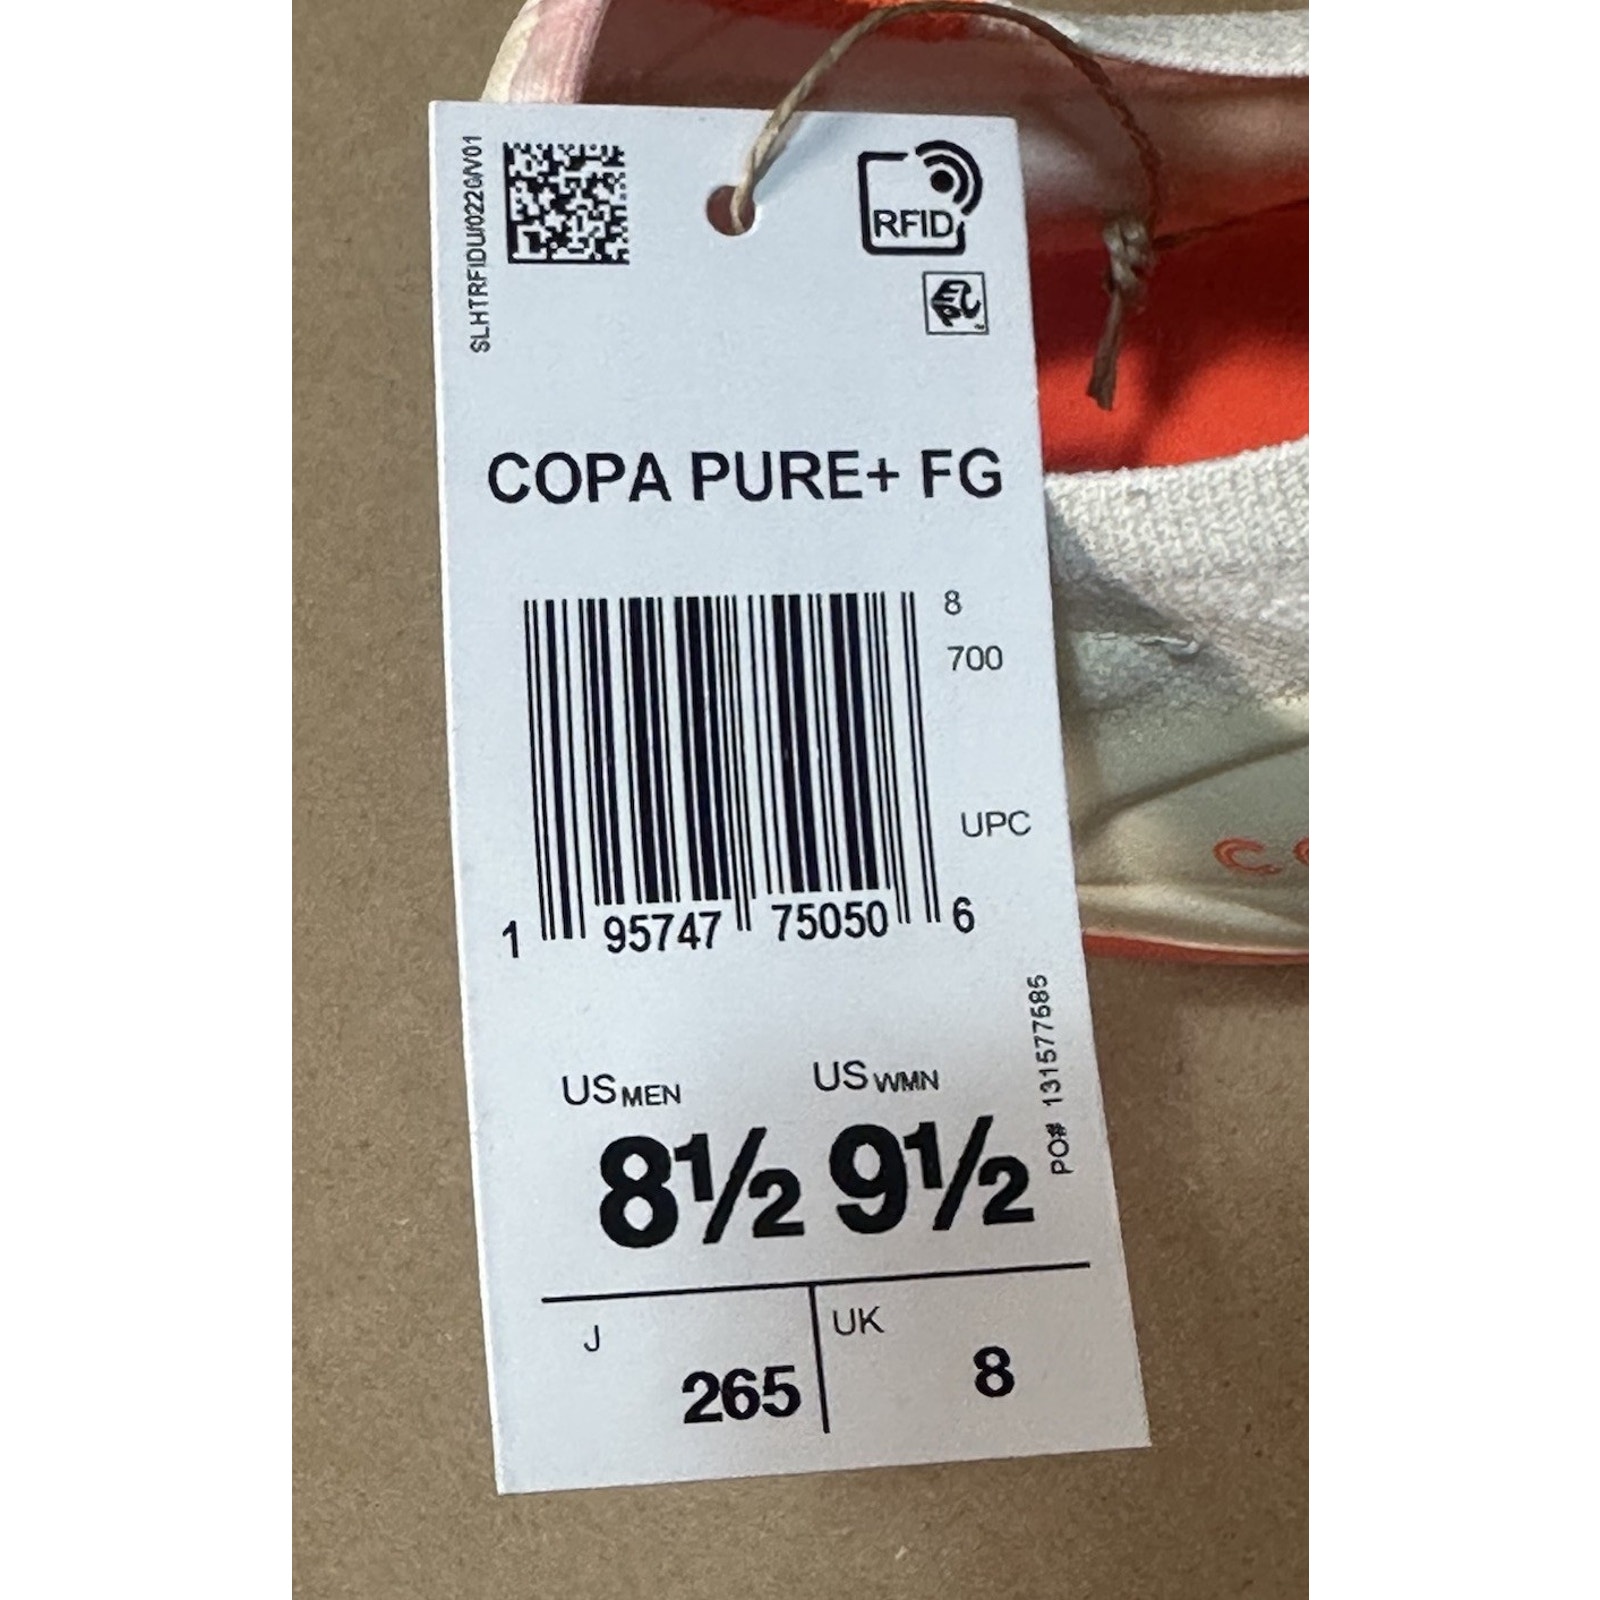 SLHTRFIDU/0220/V01
RFID
COPA PURE+ FG
8
700
UPC
1 95747 75050 6
PO# 131577685
US MEN US WMN
8½ 9½
J 265 UK 8